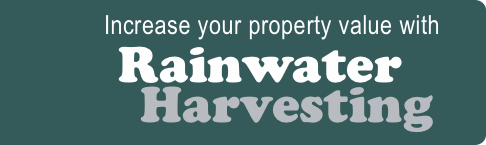 Increase your property value with
Rainwater
Harvesting